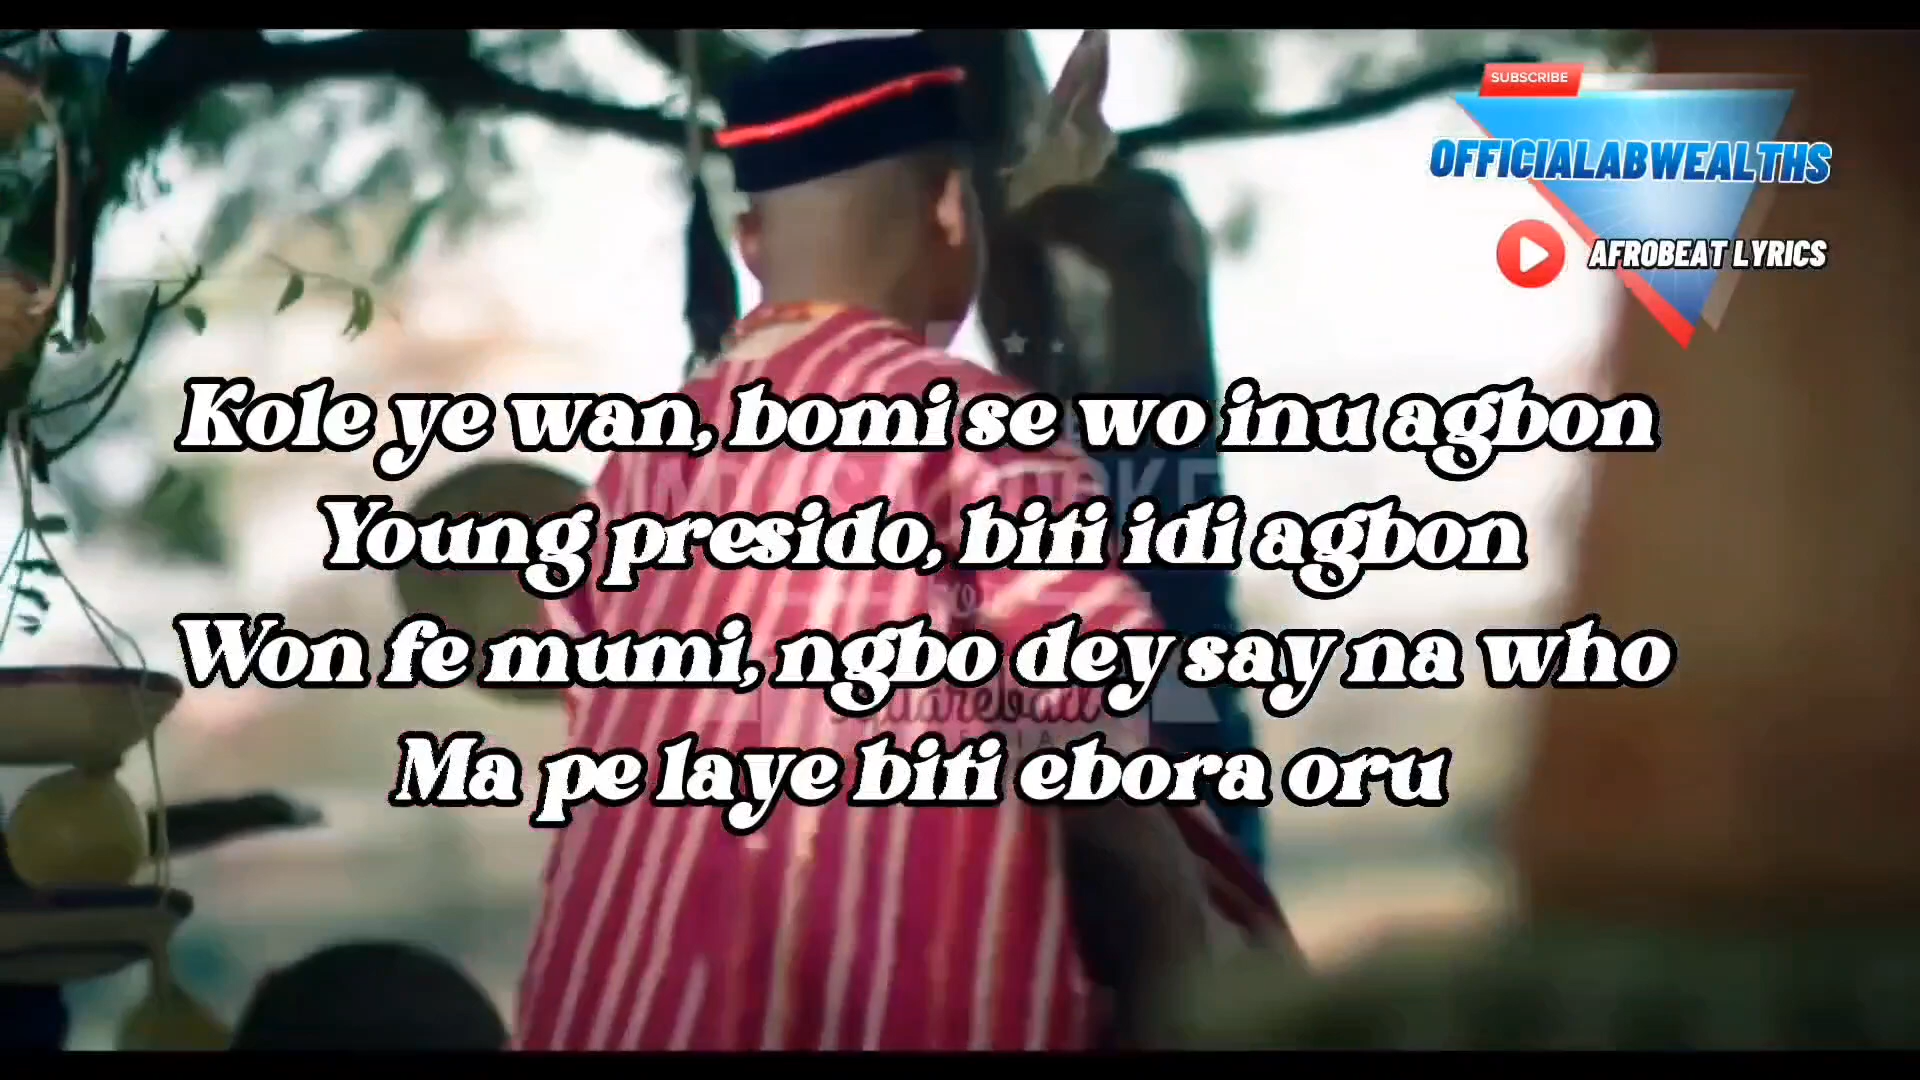 SUBSCRIBE
OFFICIALABWEALTHS
AFROBEAT LYRICS
Kole ye wan, bomi se wo inu agbon
Young presido, biti idi agbon
Won fe mumi, ngbo dey say na who
Ma pe laye biti ebora oru